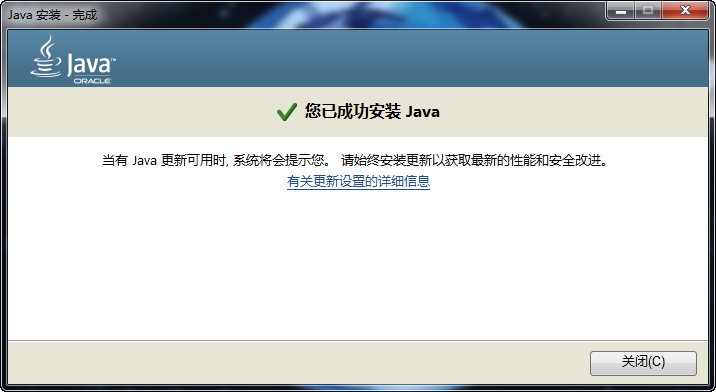 Java 安装 - 完成
Java™
ORACLE®
您已成功安装 Java
当有 Java 更新可用时, 系统将会提示您。 请始终安装更新以获取最新的性能和安全改进。
有关更新设置的详细信息
关闭(C)